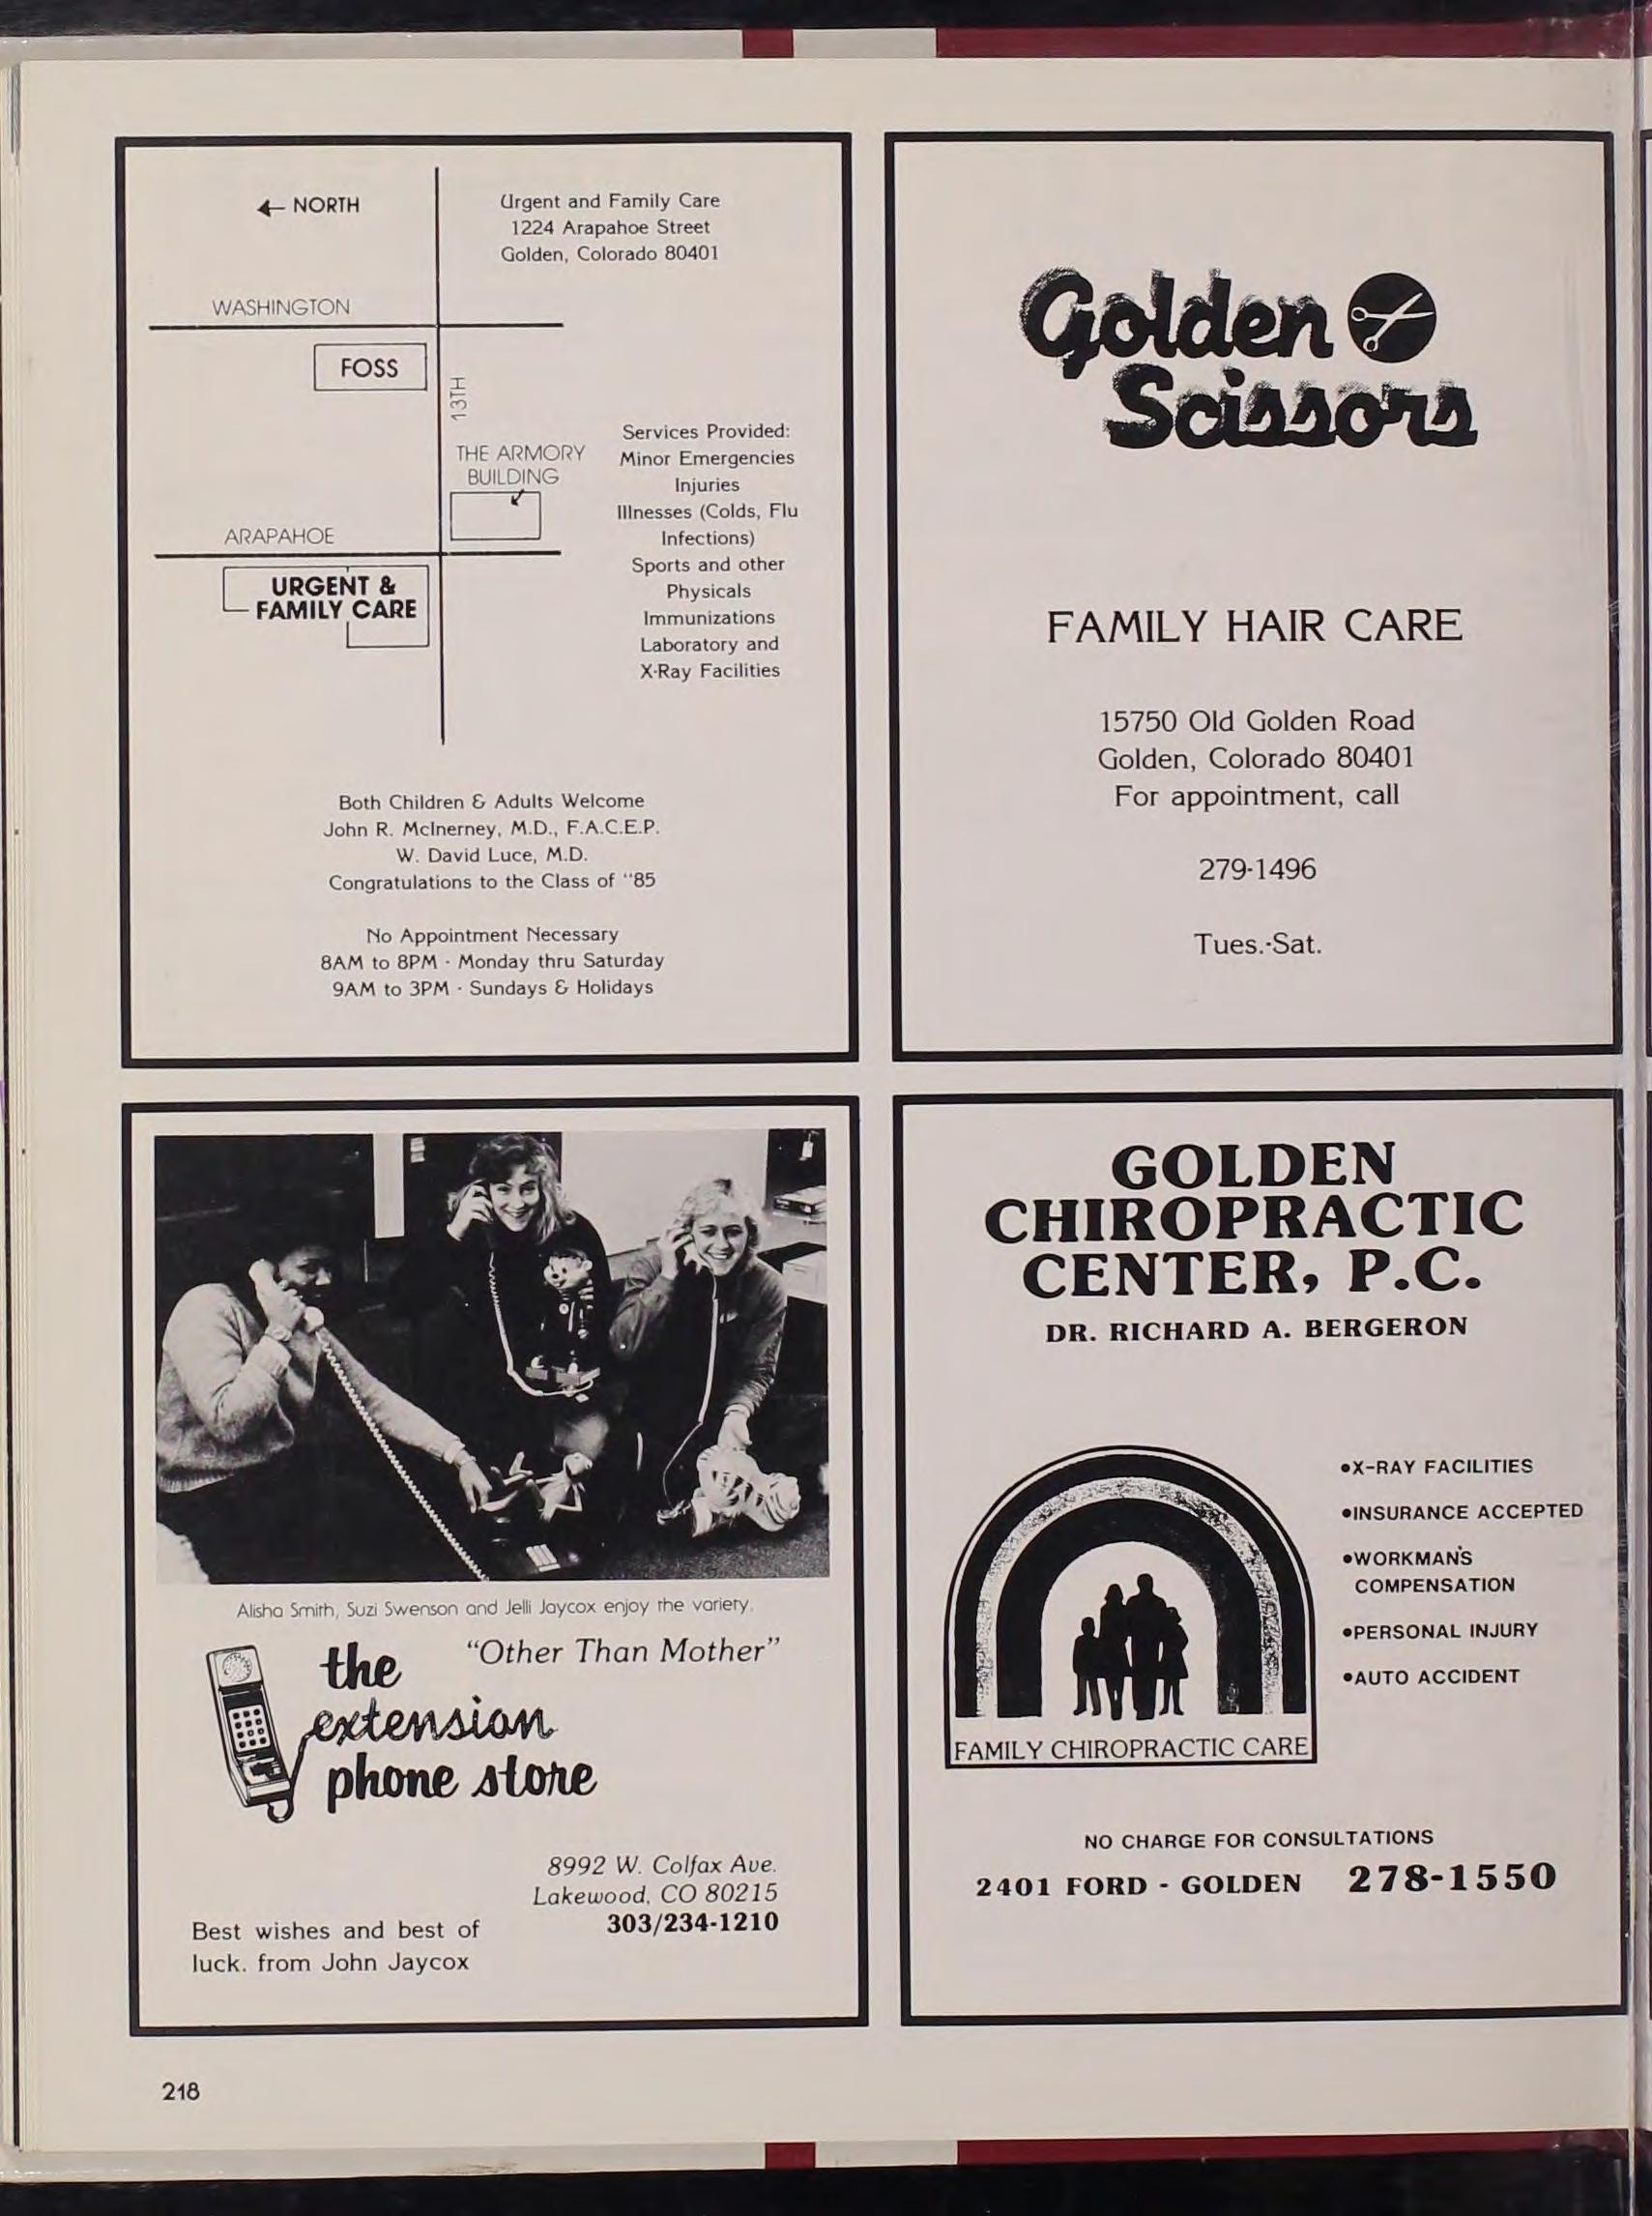 ← NORTH
Urgent and Family Care
1224 Arapahoe Street
Golden, Colorado 80401
WASHINGTON
FOSS
13TH
THE ARMORY
BUILDING
ARAPAHOE
URGENT &
FAMILY CARE
Services Provided:
Minor Emergencies
Injuries
Illnesses (Colds, Flu
Infections)
Sports and other
Physicals
Immunizations
Laboratory and
X-Ray Facilities
Both Children & Adults Welcome
John R. McInerney, M.D., F.A.C.E.P.
W. David Luce, M.D.
Congratulations to the Class of "85
No Appointment Necessary
8AM to 8PM - Monday thru Saturday
9AM to 3PM - Sundays & Holidays
Golden
Scissors
FAMILY HAIR CARE
15750 Old Golden Road
Golden, Colorado 80401
For appointment, call
279-1496
Tues.-Sat.
Alisha Smith, Suzi Swenson and Jelli Jaycox enjoy the variety.
"Other Than Mother"
the
extension
phone store
8992 W. Colfax Ave.
Lakewood, CO 80215
303/234-1210
Best wishes and best of
luck. from John Jaycox
GOLDEN
CHIROPRACTIC
CENTER, P.C.
DR. RICHARD A. BERGERON
•X-RAY FACILITIES
•INSURANCE ACCEPTED
•WORKMAN'S
COMPENSATION
•PERSONAL INJURY
•AUTO ACCIDENT
FAMILY CHIROPRACTIC CARE
NO CHARGE FOR CONSULTATIONS
2401 FORD - GOLDEN 278-1550
218